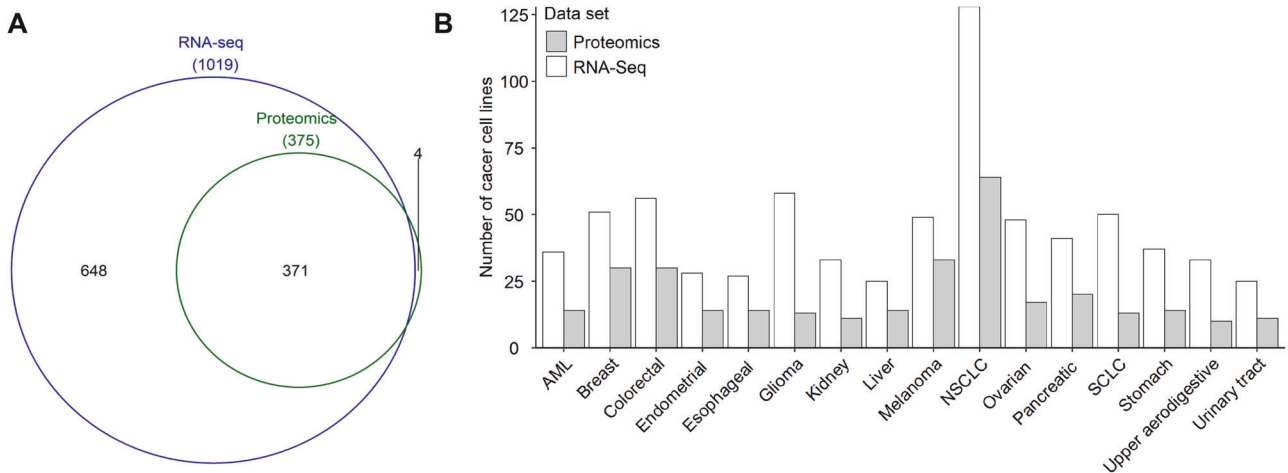 A
RNA-seq
(1019)
Proteomics
(375)
4
648
371
B
Data set
Proteomics
RNA-Seq
Number of cacer cell lines
125
100
75
50
25
0
AML
Breast
Colorectal
Endometrial
Esophageal
Glioma
Kidney
Liver
Melanoma
NSCLC
Ovarian
Pancreatic
SCLC
Stomach
Upper aerodigestive
Urinary tract